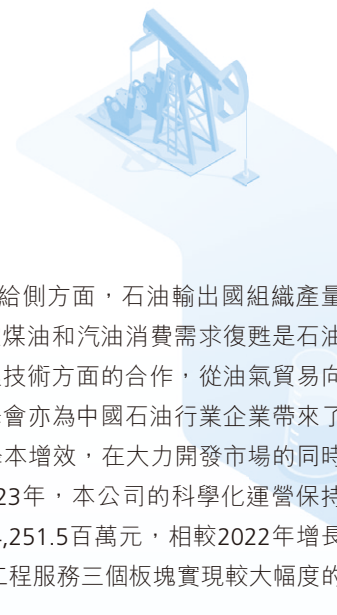 給側方面，石油輸出國組織產量
煤油和汽油消費需求復甦是石油
技術方面的合作，從油氣貿易向
會亦為中國石油行業企業帶來了
本增效，在大力開發市場的同時
23年，本公司的科學化運營保持
,251.5百萬元，相較2022年增長
工程服務三個板塊實現較大幅度的